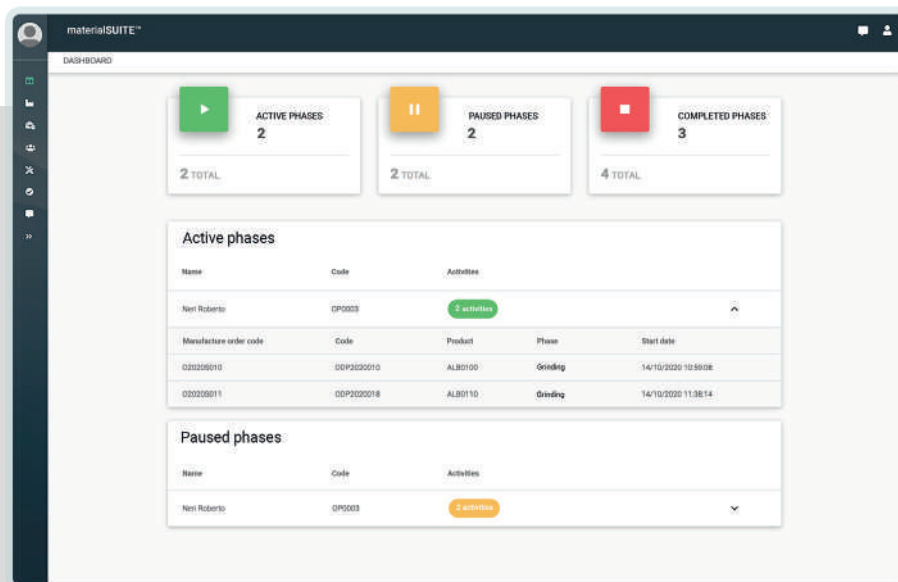 materialSUITE™
DASHBOARD
ACTIVE PHASES
2
2 TOTAL
PAUSED PHASES
2
2 TOTAL
COMPLETED PHASES
3
4 TOTAL
Active phases
Name Code Activities
Neri Roberto OP0003 2 activities
Manufacture order code Code Product Phase Start date
O2020S010 ODP2020010 ALB0100 Grinding 14/10/2020 10:59:08
O2020S011 ODP2020018 ALB0110 Grinding 14/10/2020 11:38:14
Paused phases
Name Code Activities
Neri Roberto OP0003 2 activities